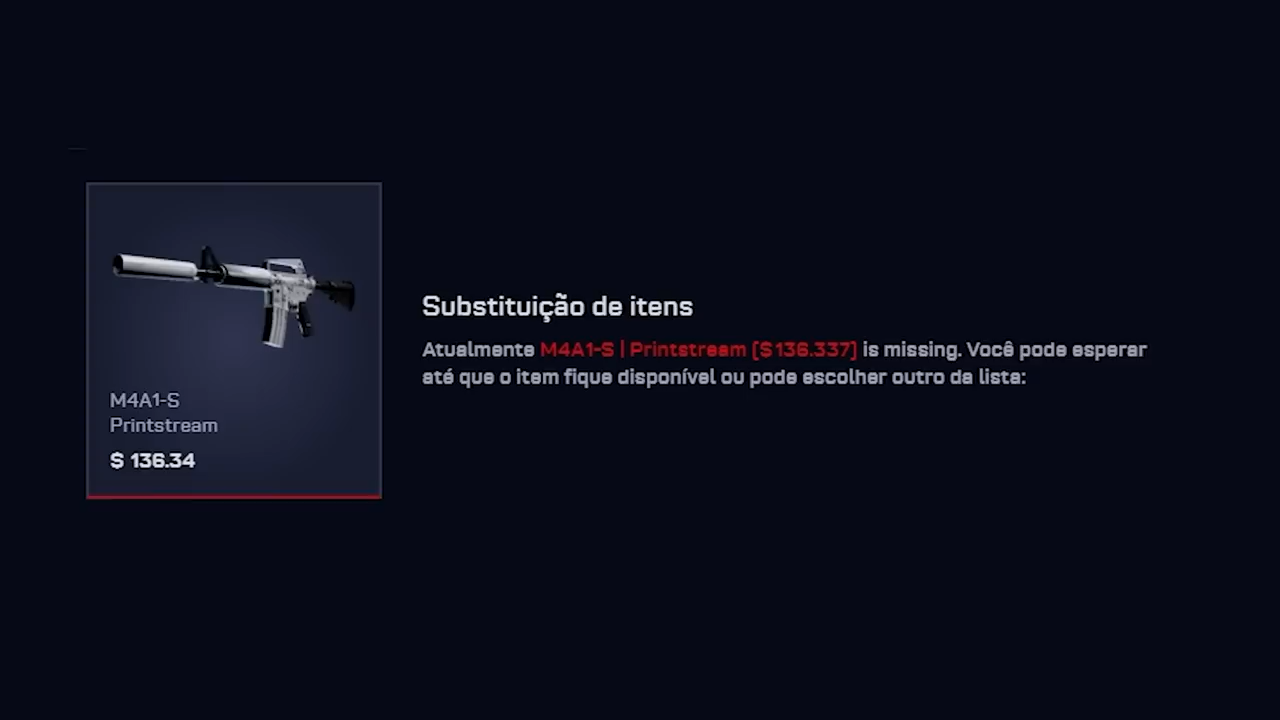 M4A1-S
Printstream
$ 136.34
Substituição de itens
Atualmente M4A1-S | Printstream ($136.337) is missing. Você pode esperar
até que o item fique disponível ou pode escolher outro da lista: